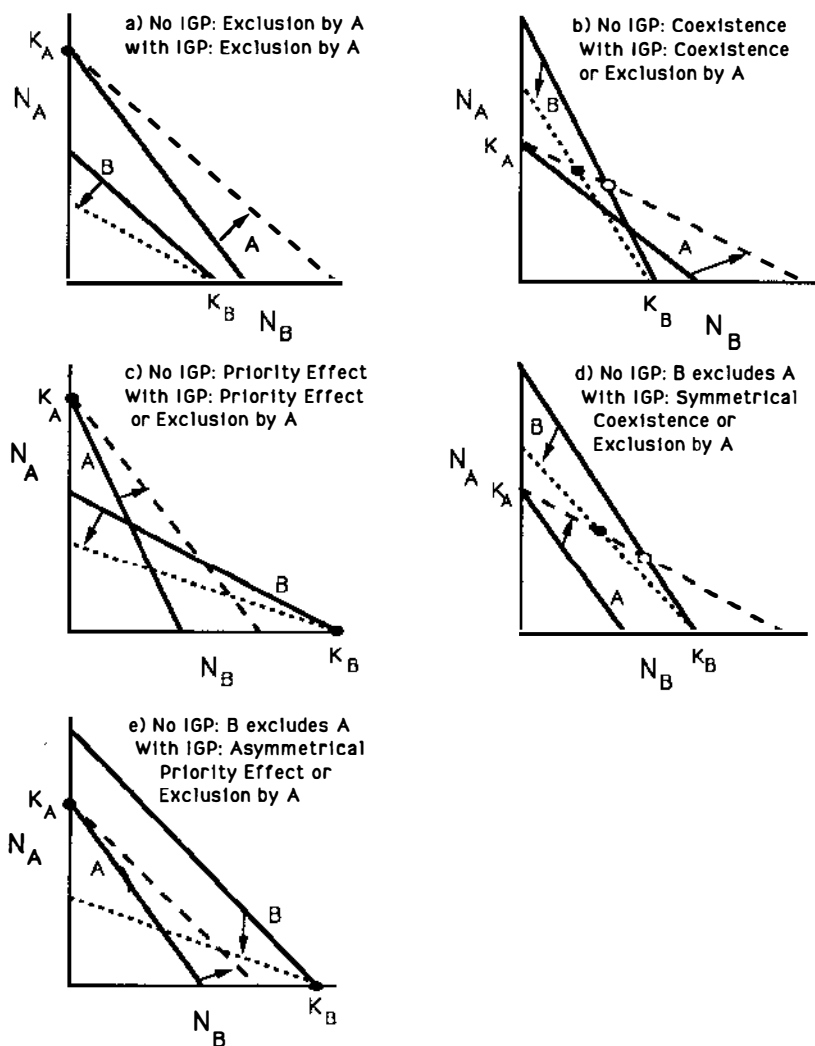 a) No IGP: Exclusion by A
with IGP: Exclusion by A
K_A
N_A
B
A
K_B
N_B
b) No IGP: Coexistence
With IGP: Coexistence
or Exclusion by A
N_A
B
K_A
A
K_B
N_B
c) No IGP: Priority Effect
With IGP: Priority Effect
or Exclusion by A
K_A
N_A
A
B
N_B
K_B
d) No IGP: B excludes A
With IGP: Symmetrical
Coexistence or
Exclusion by A
B
N_A
K_A
A
N_B
K_B
e) No IGP: B excludes A
With IGP: Asymmetrical
Priority Effect or
Exclusion by A
K_A
N_A
A
B
N_B
K_B